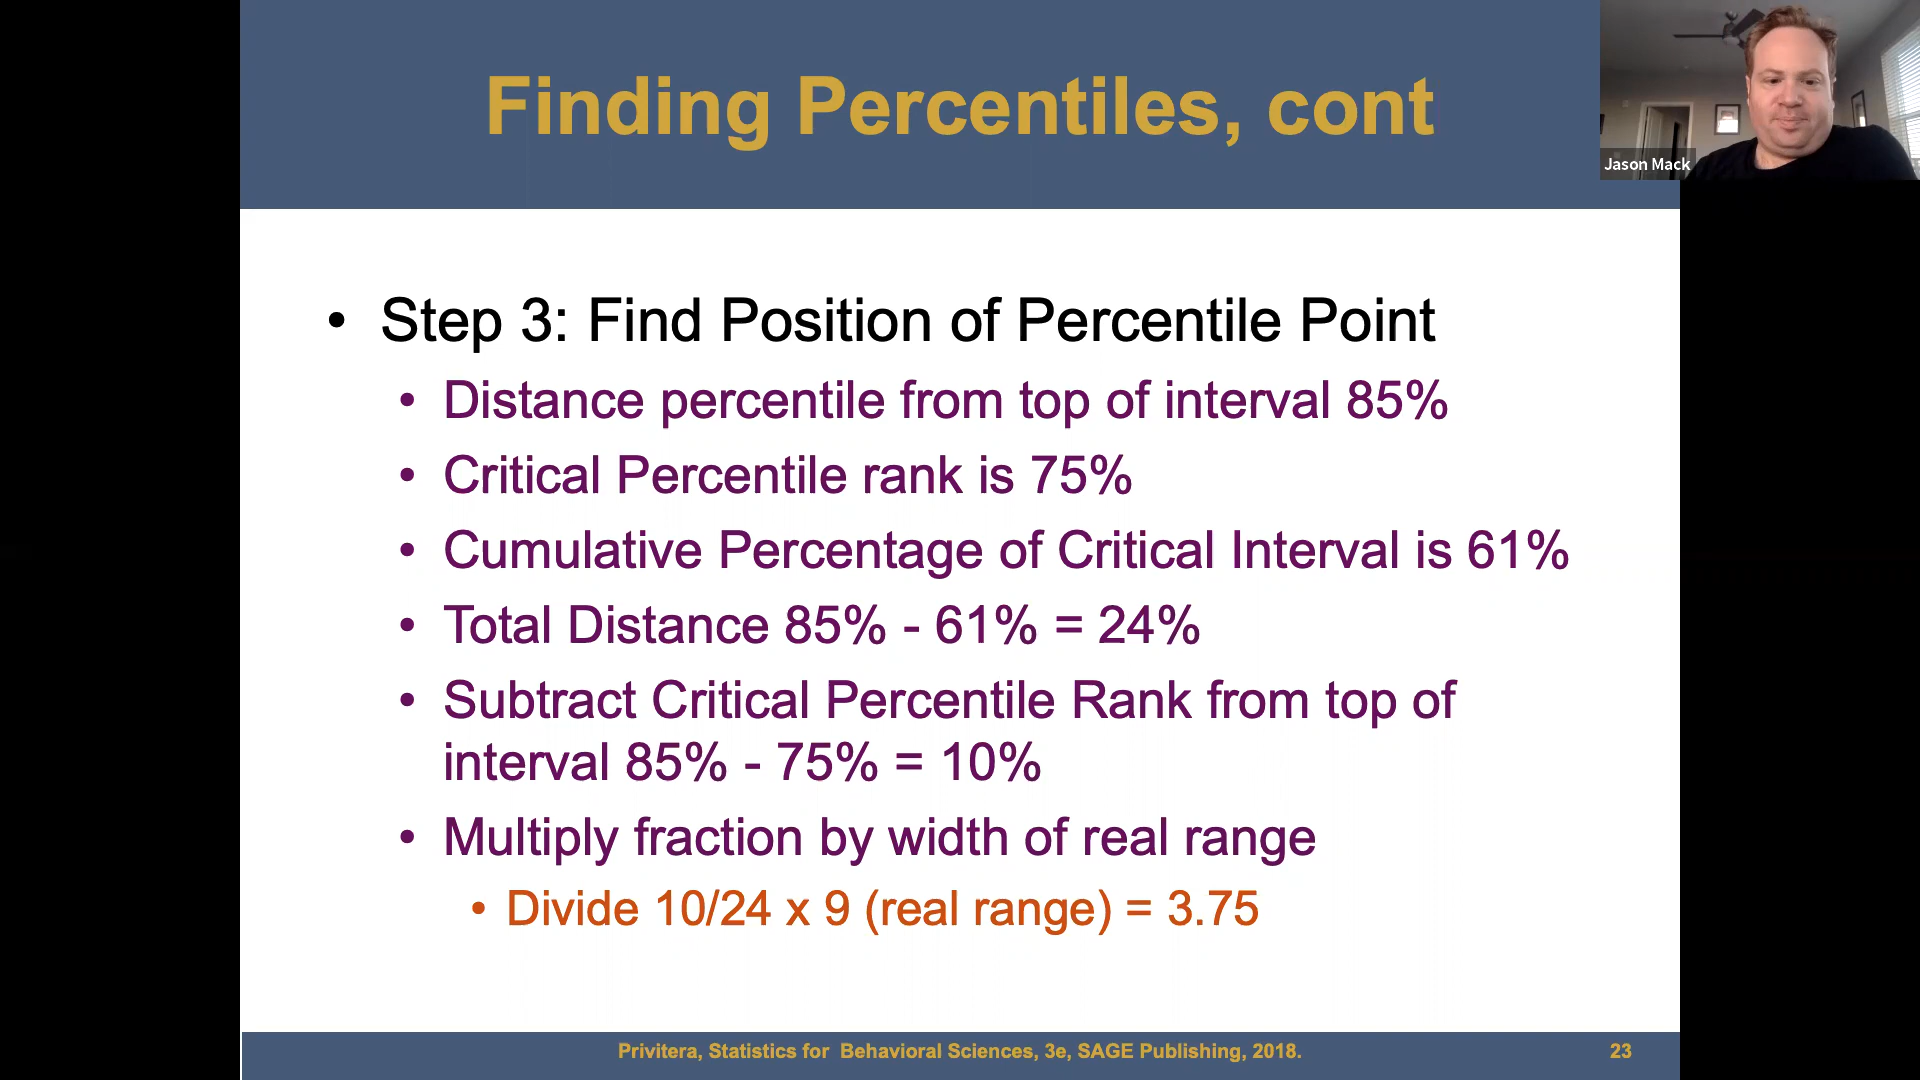 Finding Percentiles, cont
Jason Mack
• Step 3: Find Position of Percentile Point
• Distance percentile from top of interval 85%
• Critical Percentile rank is 75%
• Cumulative Percentage of Critical Interval is 61%
• Total Distance 85% - 61% = 24%
• Subtract Critical Percentile Rank from top of
interval 85% - 75% = 10%
• Multiply fraction by width of real range
• Divide 10/24 x 9 (real range) = 3.75
Privitera, Statistics for Behavioral Sciences, 3e, SAGE Publishing, 2018.
23